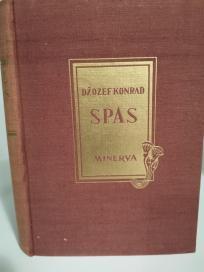 DŽOZEF KONRAD
SPAS
MINERVA